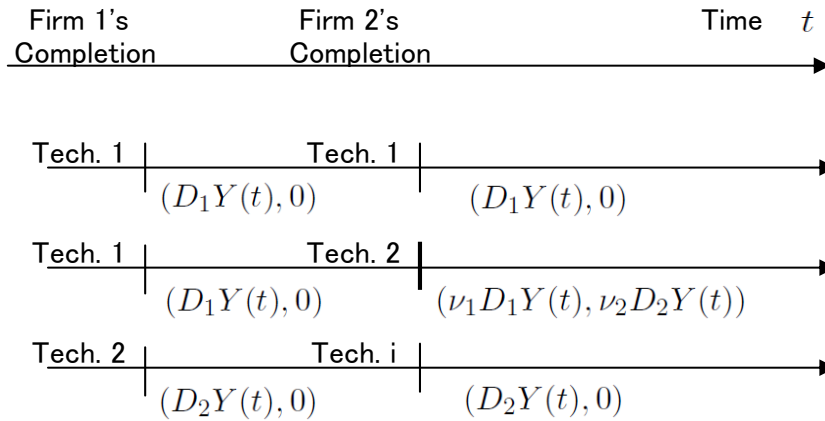 Firm 1's Firm 2's Time t
Completion Completion
Tech. 1 Tech. 1
(D₁Y(t), 0) (D₁Y(t), 0)
Tech. 1 Tech. 2
(D₁Y(t), 0) (ν₁D₁Y(t), ν₂D₂Y(t))
Tech. 2 Tech. i
(D₂Y(t), 0) (D₂Y(t), 0)